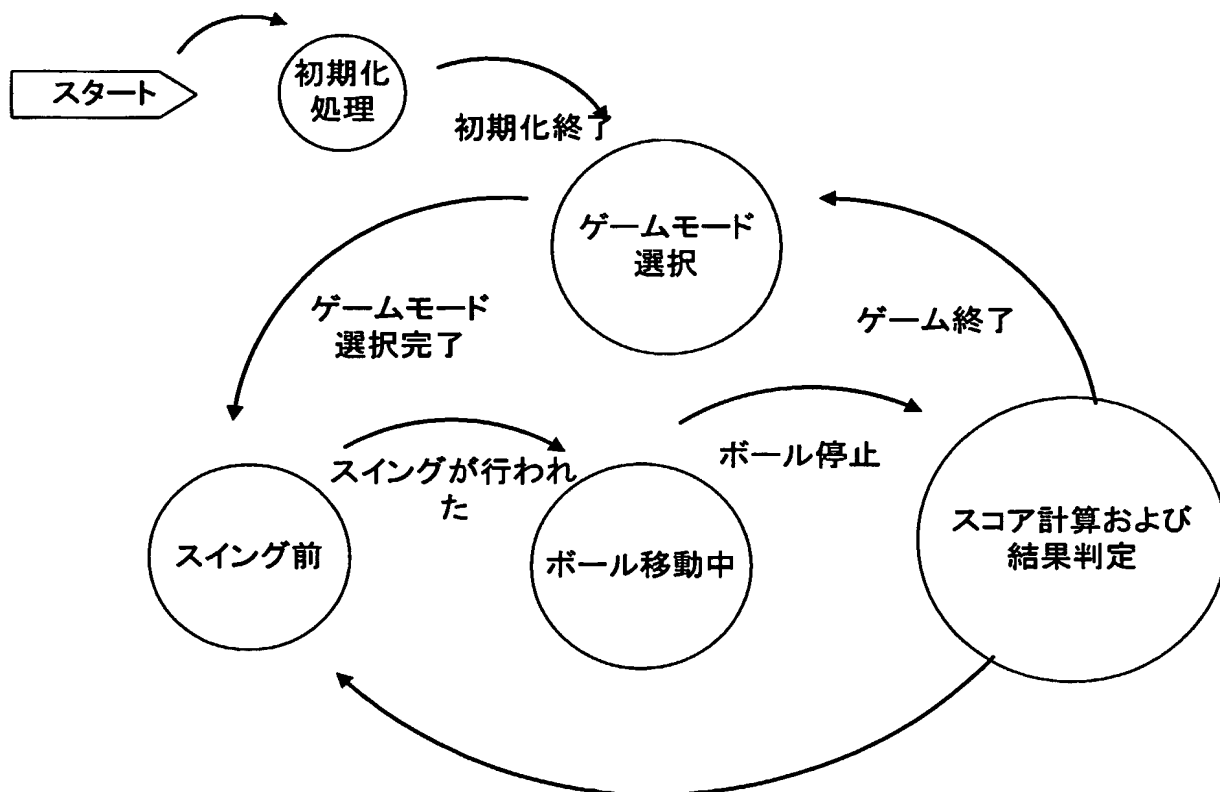 スタート
初期化
処理
初期化終了
ゲームモード
選択
ゲームモード
選択完了
ゲーム終了
スイングが行われ
た
ボール停止
スイング前
ボール移動中
スコア計算および
結果判定